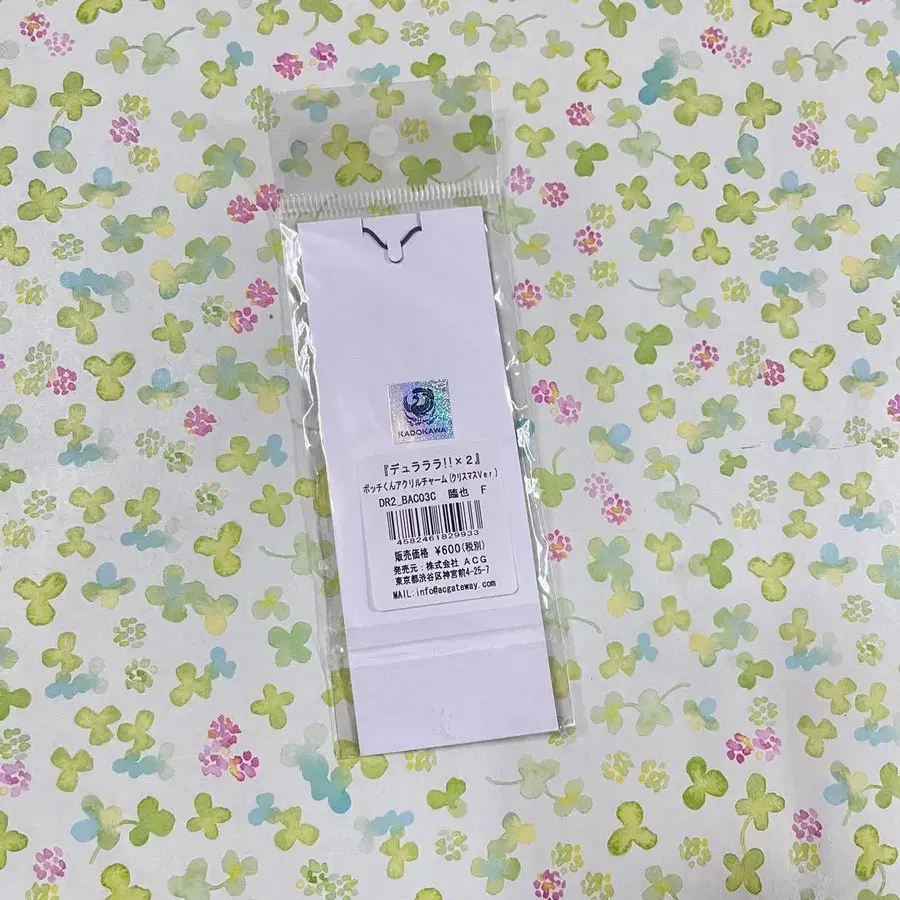 KADOKAWA
『デュラララ!!×2』
ボッチくんアクリルチャーム(クリスマスVer.)
DR2_BAC03C 臨也 F
4582461829933
販売価格 ¥600(税別)
発売元:株式会社 ACG
東京都渋谷区神宮前4-25-7
MAIL:info@acgateway.com